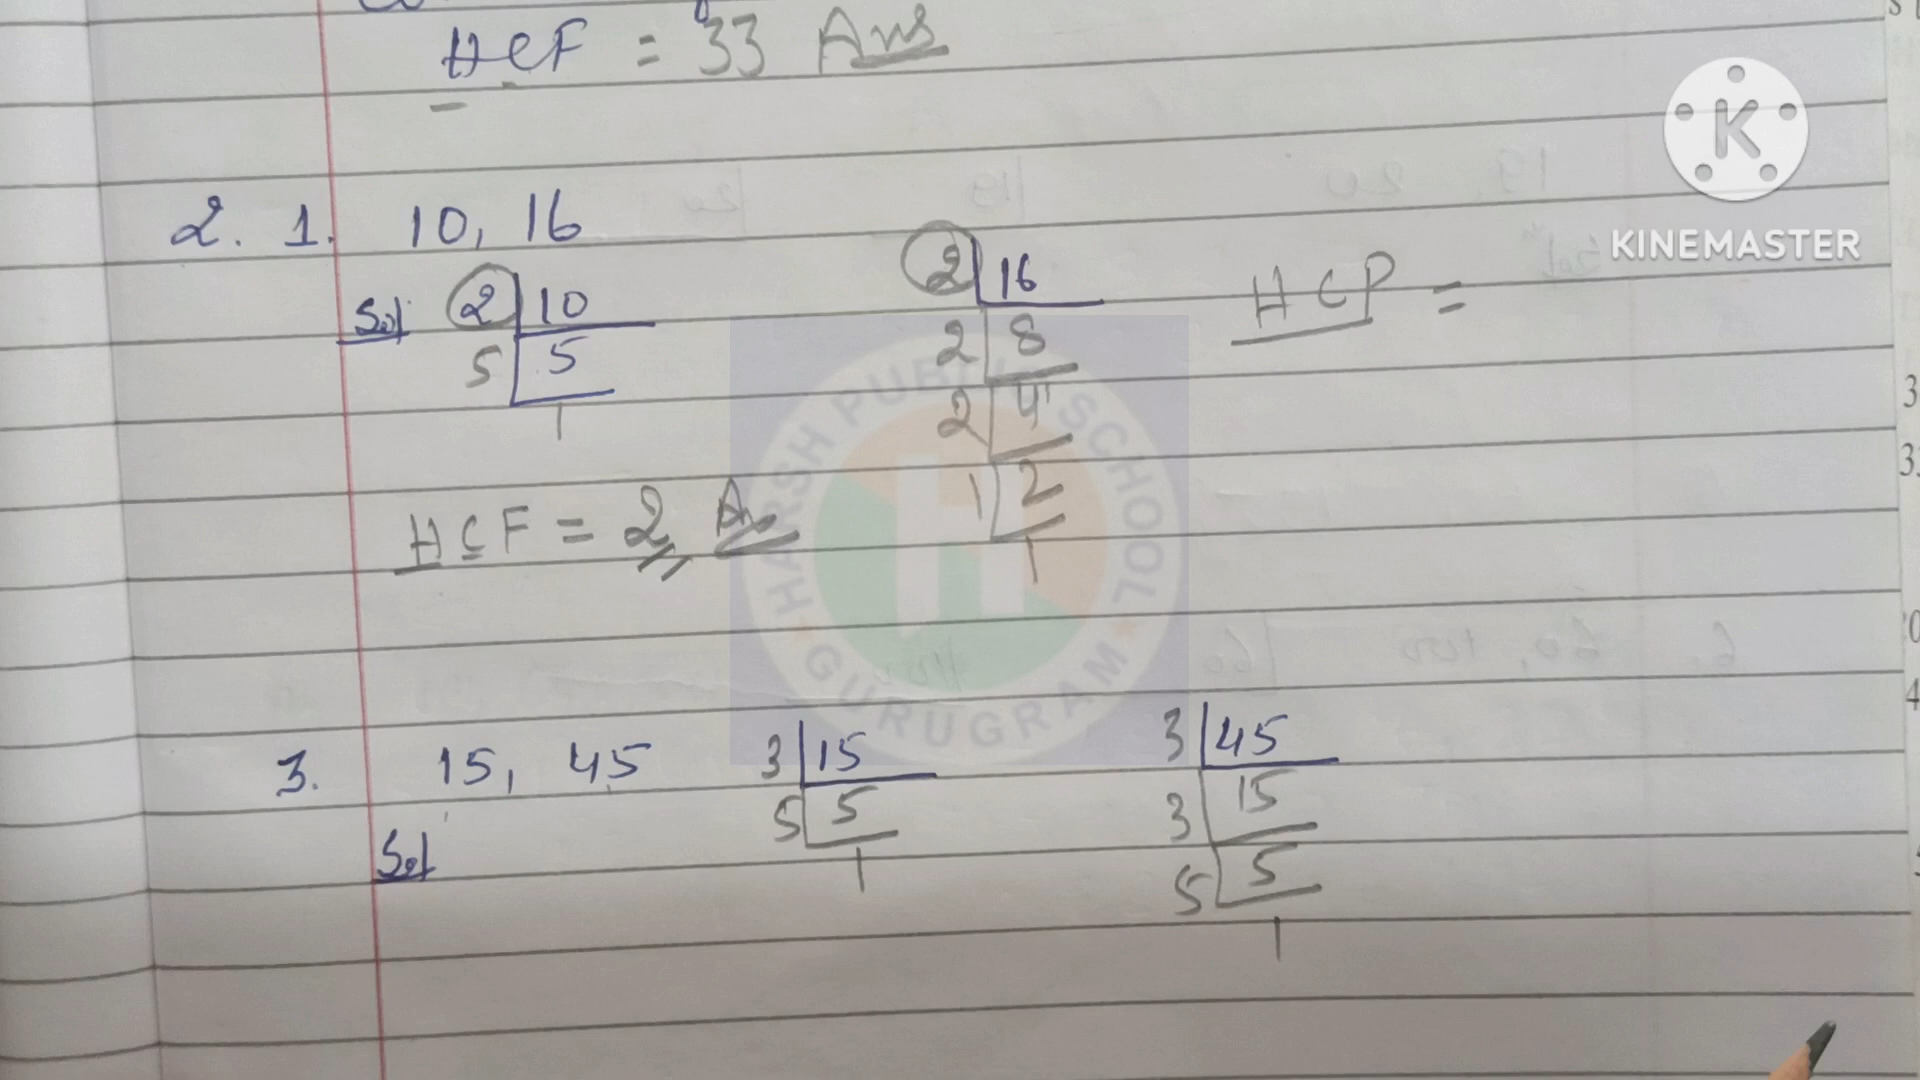 HCF = 33 Ans
K
KINEMASTER
2. 1. 10, 16
Sol 2 10 2 16 HCP =
5 5 2 8
1 2 4
1 2
HCF = 2 An 1
HARSH PUBLIC SCHOOL
GURUGRAM
3. 15, 45 3 15 3 45
5 5 3 15
Sol 1 5 5
1